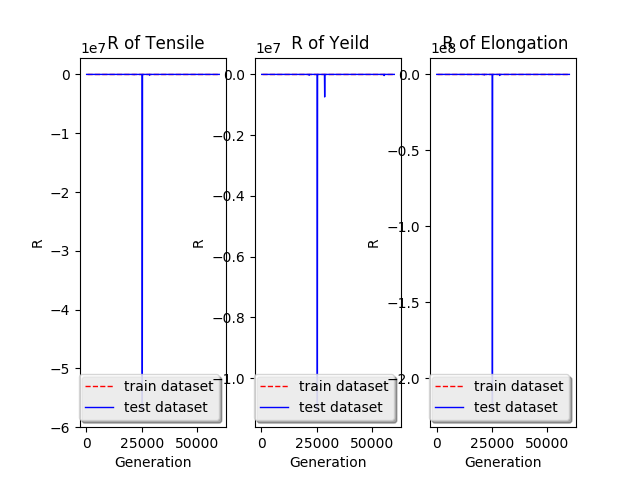 R of Tensile
1e7
0
−1
−2
−3
−4
−5
−6
R
train dataset
test dataset
0
25000
50000
Generation
R of Yeild
1e7
0.0
−0.2
−0.4
−0.6
−0.8
−1.0
R
train dataset
test dataset
0
25000
50000
Generation
R of Elongation
1e8
0.0
−0.5
−1.0
−1.5
−2.0
R
train dataset
test dataset
0
25000
50000
Generation